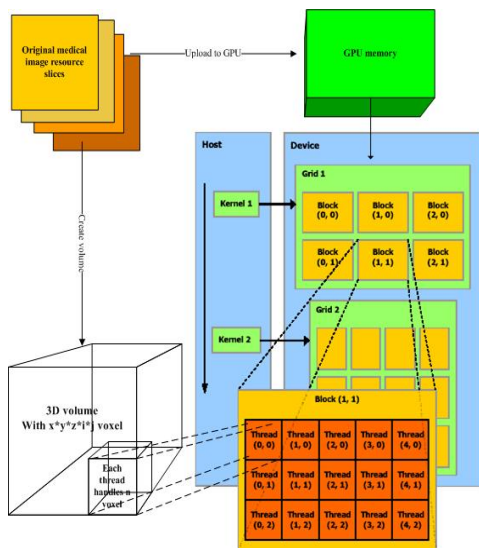 Original medical
image resource
slices
Upload to GPU
GPU memory
Host
Device
Grid 1
Kernel 1
Block
(0, 0)
Block
(1, 0)
Block
(2, 0)
Block
(0, 1)
Block
(1, 1)
Block
(2, 1)
Create volume
Grid 2
Kernel 2
3D volume
With x*y*z*i*j voxel
Each
thread
handles n
voxel
Block (1, 1)
Thread
(0, 0)
Thread
(1, 0)
Thread
(2, 0)
Thread
(3, 0)
Thread
(4, 0)
Thread
(0, 1)
Thread
(1, 1)
Thread
(2, 1)
Thread
(3, 1)
Thread
(4, 1)
Thread
(0, 2)
Thread
(1, 2)
Thread
(2, 2)
Thread
(3, 2)
Thread
(4, 2)